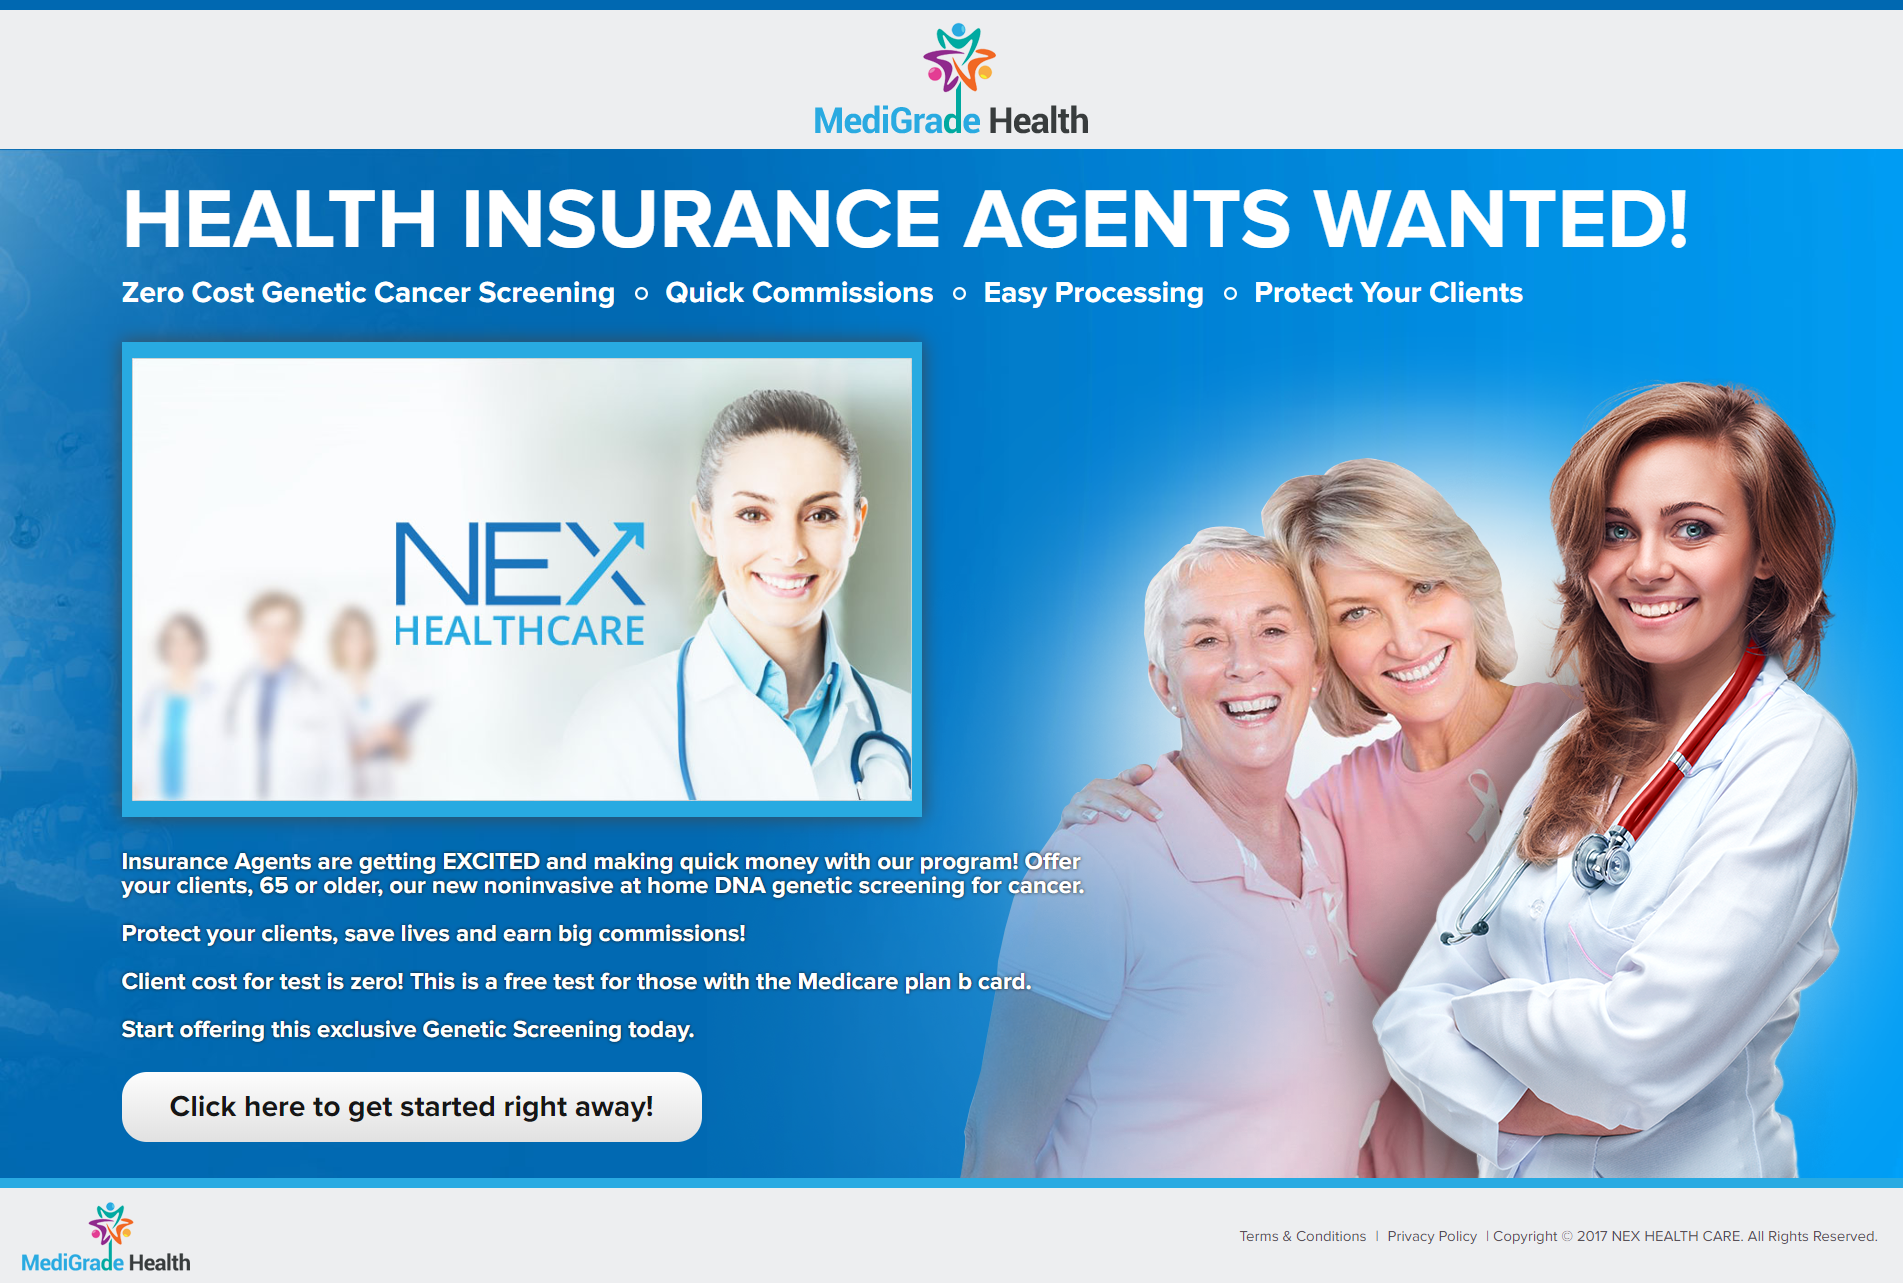 MediGrade Health
HEALTH INSURANCE AGENTS WANTED!
Zero Cost Genetic Cancer Screening o Quick Commissions o Easy Processing o Protect Your Clients
NEX
HEALTHCARE
Insurance Agents are getting EXCITED and making quick money with our program! Offer
your clients, 65 or older, our new noninvasive at home DNA genetic screening for cancer.
Protect your clients, save lives and earn big commissions!
Client cost for test is zero! This is a free test for those with the Medicare plan b card.
Start offering this exclusive Genetic Screening today.
Click here to get started right away!
MediGrade Health
Terms & Conditions | Privacy Policy | Copyright © 2017 NEX HEALTH CARE. All Rights Reserved.